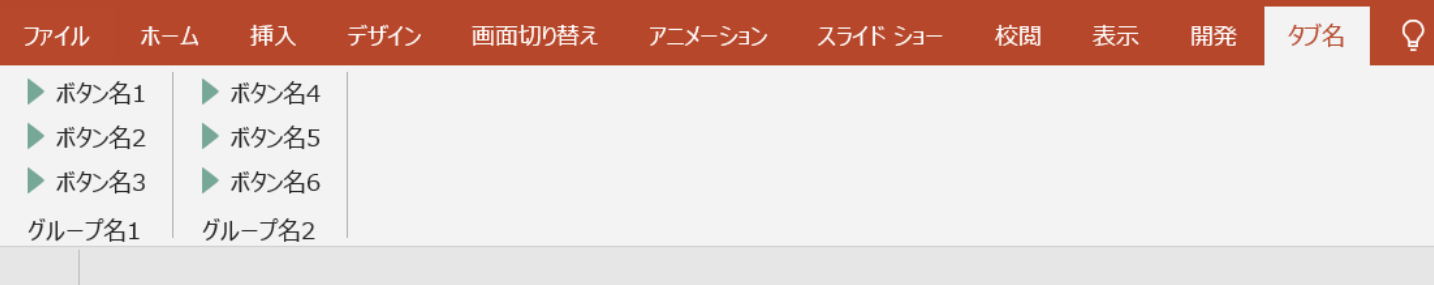 ファイル ホーム 挿入 デザイン 画面切り替え アニメーション スライド ショー 校閲 表示 開発 タブ名
ボタン名1 ボタン名4
ボタン名2 ボタン名5
ボタン名3 ボタン名6
グループ名1 グループ名2